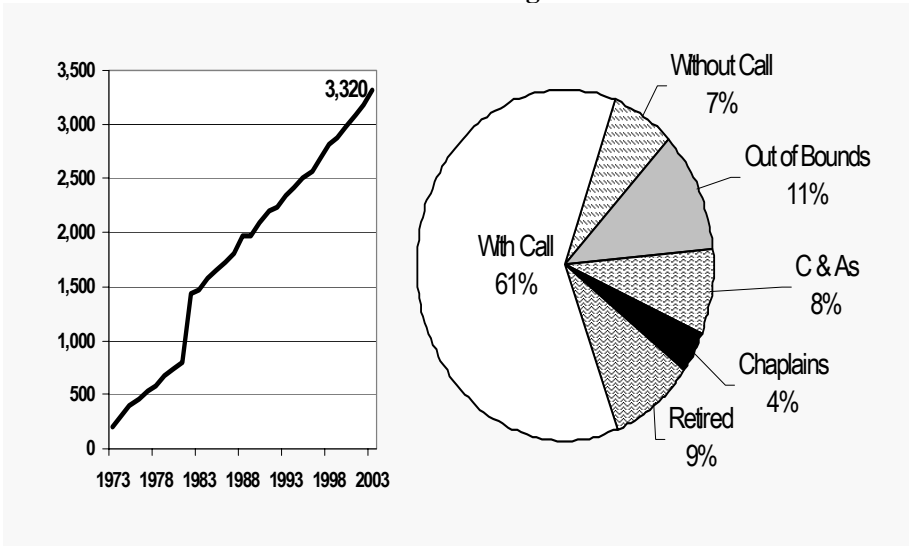 3,500
3,000
2,500
2,000
1,500
1,000
500
0
3,320
1973 1978 1983 1988 1993 1998 2003
Without Call
7%
Out of Bounds
11%
C & As
8%
Chaplains
4%
Retired
9%
With Call
61%